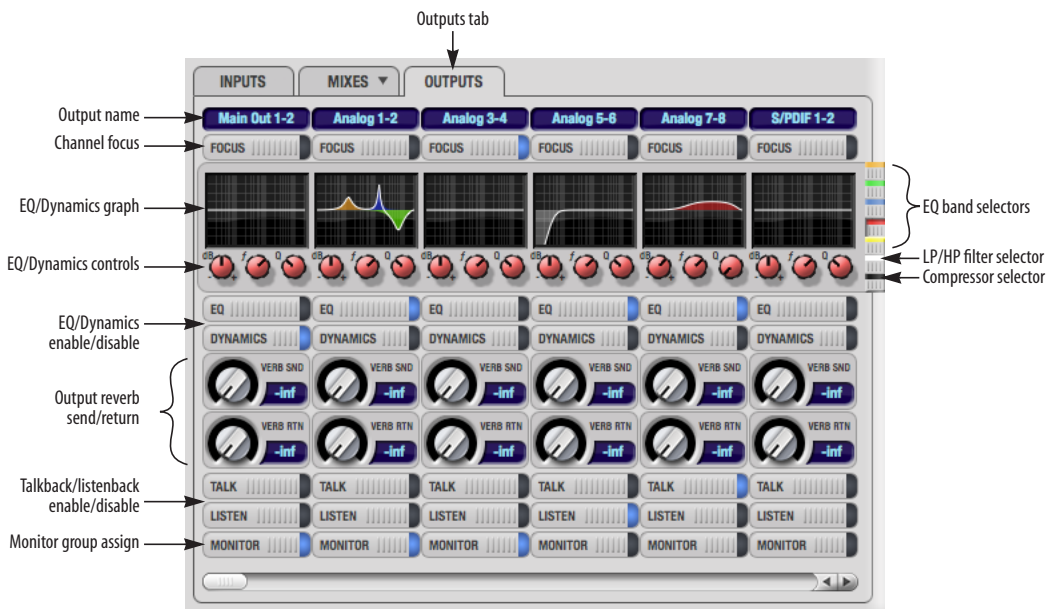 Outputs tab
INPUTS MIXES OUTPUTS
Output name
Main Out 1-2 Analog 1-2 Analog 3-4 Analog 5-6 Analog 7-8 S/PDIF 1-2
Channel focus
FOCUS FOCUS FOCUS FOCUS FOCUS FOCUS
EQ/Dynamics graph
EQ band selectors
EQ/Dynamics controls
dB f Q dB f Q dB f Q dB f Q dB f Q dB f Q
- + - + - + - + - + - +
LP/HP filter selector
Compressor selector
EQ/Dynamics
enable/disable
EQ EQ EQ EQ EQ EQ
DYNAMICS DYNAMICS DYNAMICS DYNAMICS DYNAMICS DYNAMICS
Output reverb
send/return
VERB SND VERB SND VERB SND VERB SND VERB SND VERB SND
-inf -inf -inf -inf -inf -inf
VERB RTN VERB RTN VERB RTN VERB RTN VERB RTN VERB RTN
-inf -inf -inf -inf -inf -inf
Talkback/listenback
enable/disable
TALK TALK TALK TALK TALK TALK
LISTEN LISTEN LISTEN LISTEN LISTEN LISTEN
Monitor group assign
MONITOR MONITOR MONITOR MONITOR MONITOR MONITOR